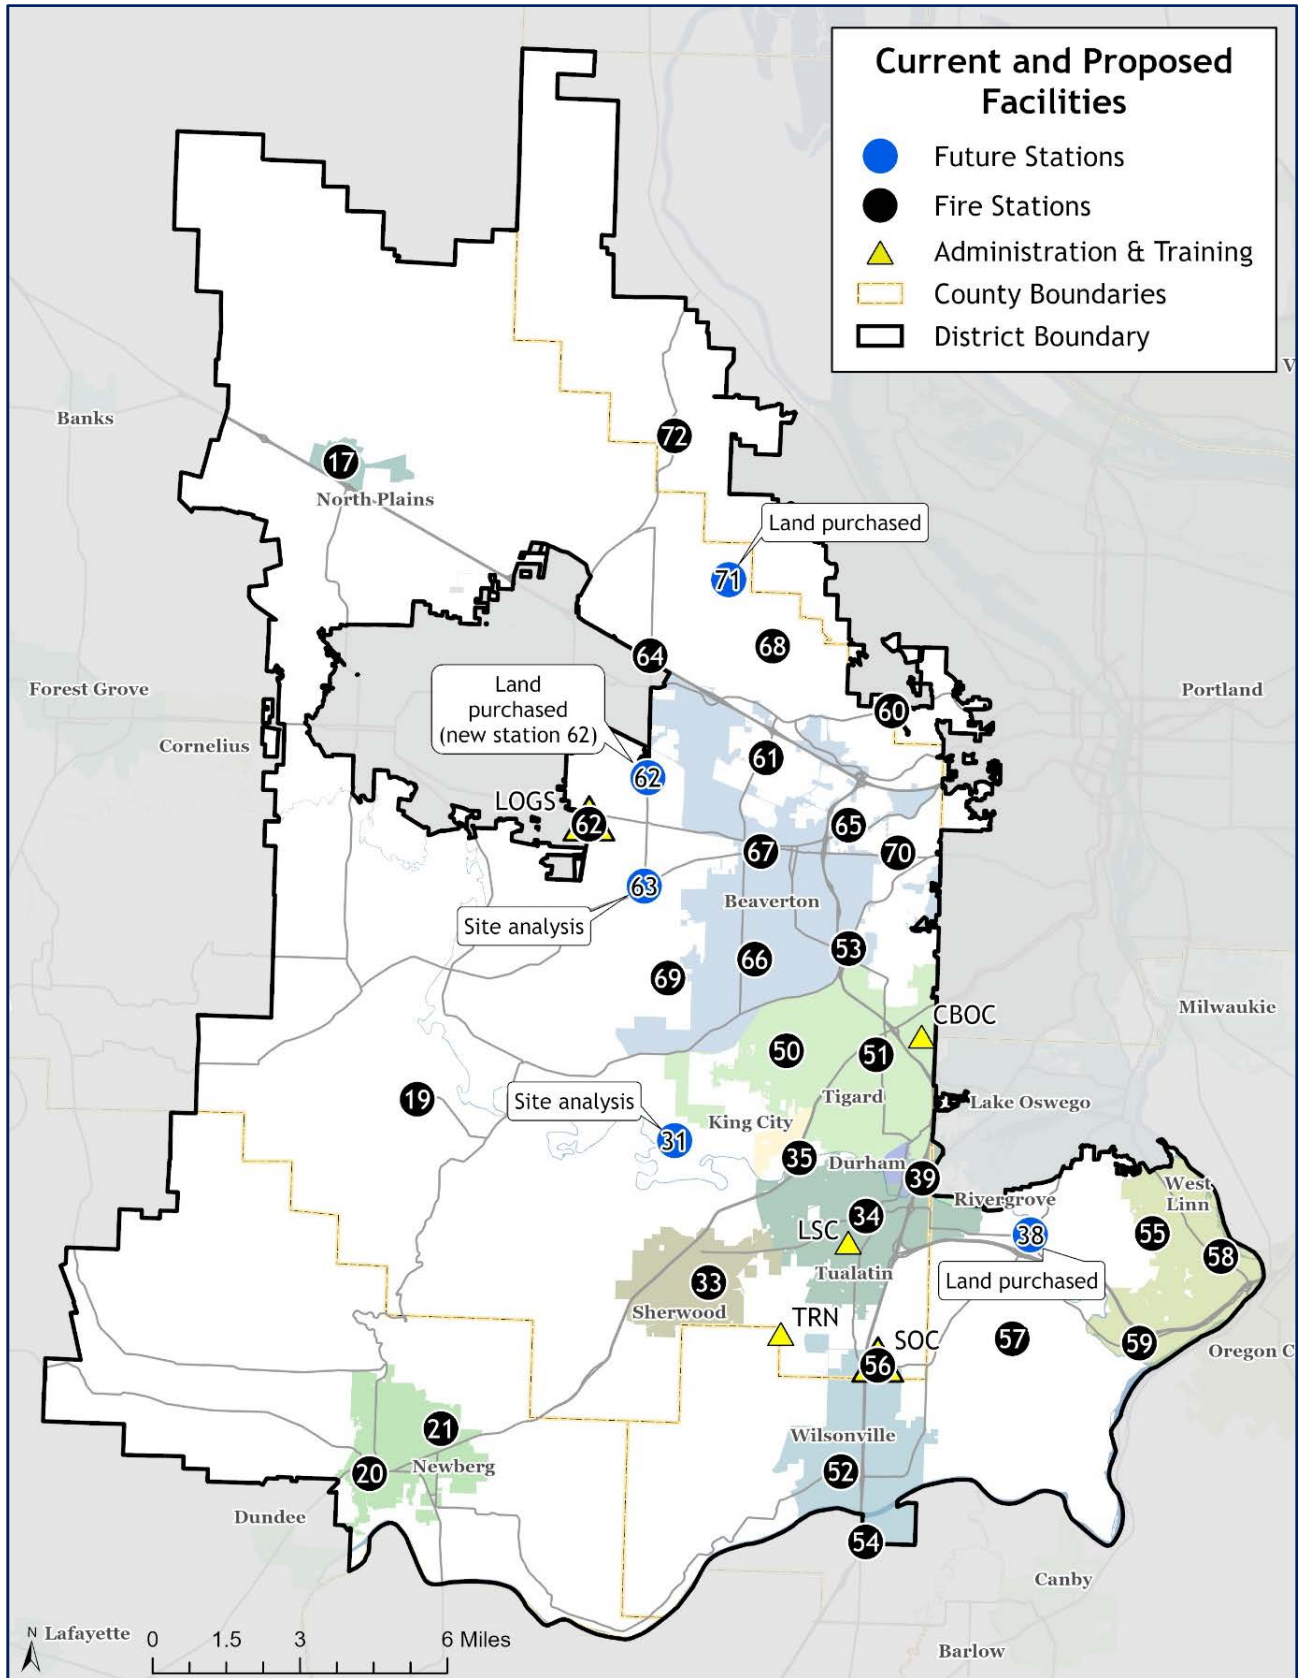 Current and Proposed
Facilities
Future Stations
Fire Stations
Administration & Training
County Boundaries
District Boundary
V
Banks
72
17
North Plains
Land purchased
71
68
64
Land
purchased
(new station 62)
Forest Grove
Portland
60
Cornelius
61
62
LOGS
62
65
67
70
63
Beaverton
Site analysis
53
66
69
Milwaukie
CBOC
50
51
19
Site analysis
Tigard
Lake Oswego
King City
31
35
Durham
39
West
Linn
Rivergrove
34
LSC
38
55
58
Tualatin
Land purchased
33
Sherwood
TRN
SOC
57
59
56
Oregon C
21
Wilsonville
Newberg
20
52
Dundee
54
Canby
N
Lafayette
0 1.5 3 6 Miles
Barlow